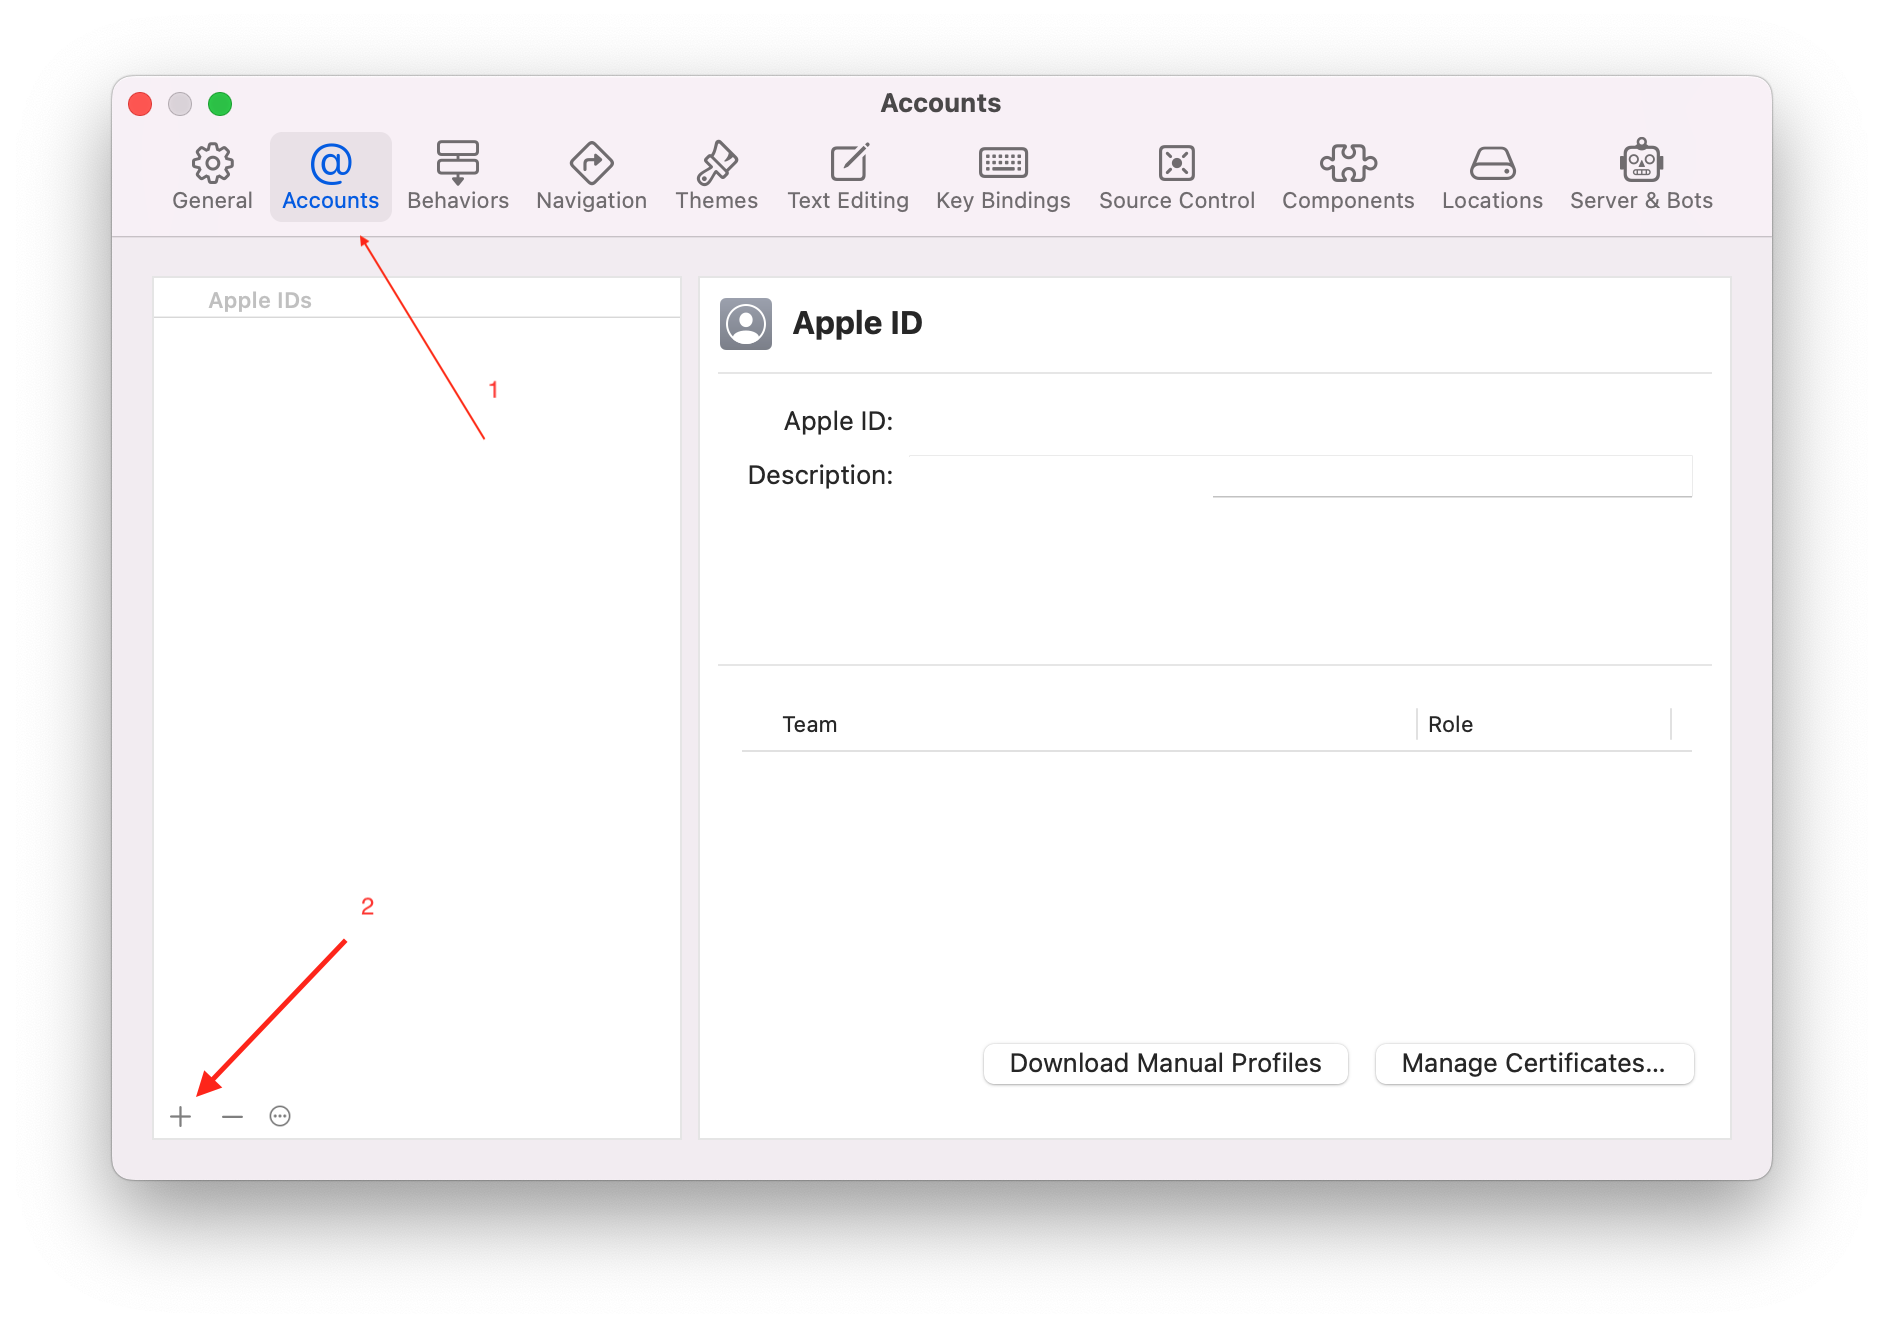 Accounts
General
@
Accounts
Behaviors
Navigation
Themes
Text Editing
Key Bindings
Source Control
Components
Locations
Server & Bots
Apple IDs
1
2
Apple ID
Apple ID:
Description:
Team
Role
Download Manual Profiles
Manage Certificates...